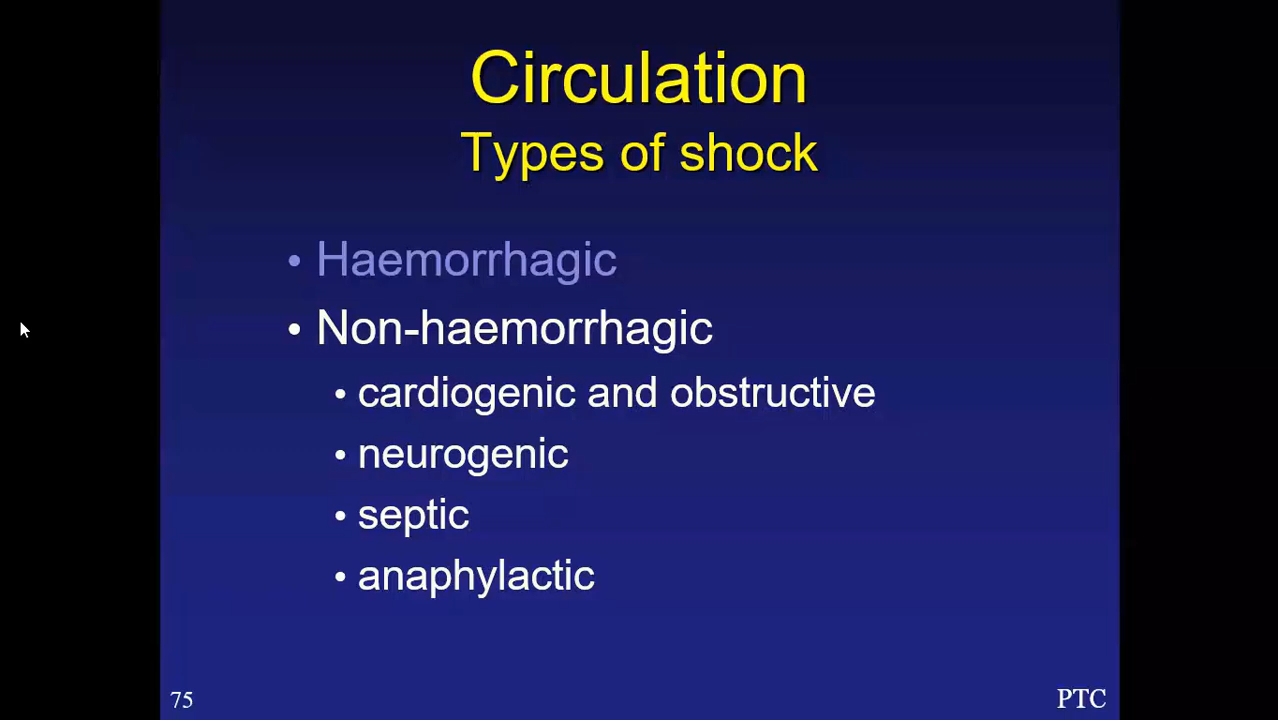 Circulation
Types of shock
• Haemorrhagic
• Non-haemorrhagic
• cardiogenic and obstructive
• neurogenic
• septic
• anaphylactic
75
PTC